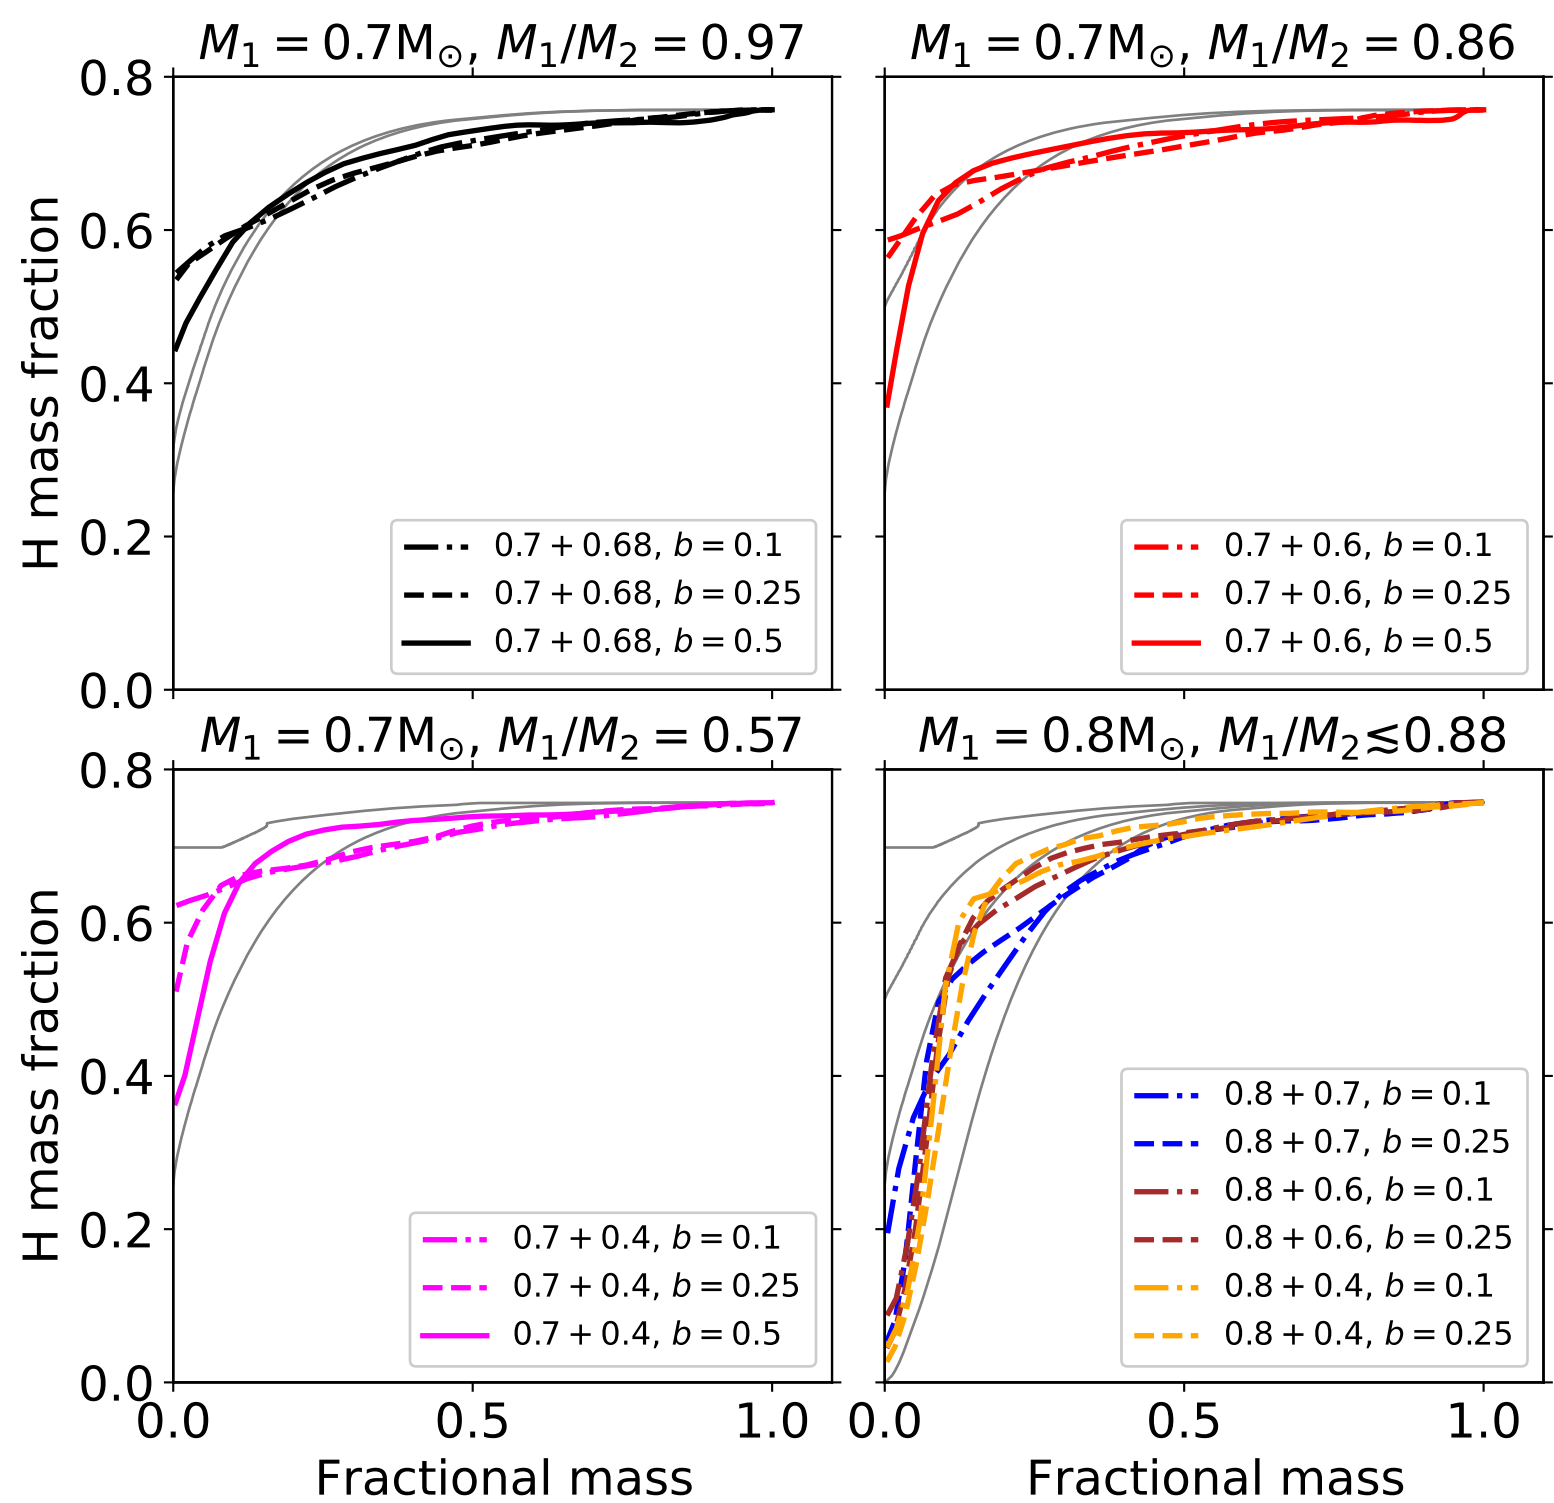 M₁ = 0.7M⊙, M₁/M₂ = 0.97
0.8
0.6
0.4
0.2
0.0
H mass fraction
0.7 + 0.68, b = 0.1
0.7 + 0.68, b = 0.25
0.7 + 0.68, b = 0.5
M₁ = 0.7M⊙, M₁/M₂ = 0.86
0.7 + 0.6, b = 0.1
0.7 + 0.6, b = 0.25
0.7 + 0.6, b = 0.5
M₁ = 0.7M⊙, M₁/M₂ = 0.57
0.8
0.6
0.4
0.2
0.0
H mass fraction
0.7 + 0.4, b = 0.1
0.7 + 0.4, b = 0.25
0.7 + 0.4, b = 0.5
0.0 0.5 1.0
Fractional mass
M₁ = 0.8M⊙, M₁/M₂≲0.88
0.8 + 0.7, b = 0.1
0.8 + 0.7, b = 0.25
0.8 + 0.6, b = 0.1
0.8 + 0.6, b = 0.25
0.8 + 0.4, b = 0.1
0.8 + 0.4, b = 0.25
0.0 0.5 1.0
Fractional mass